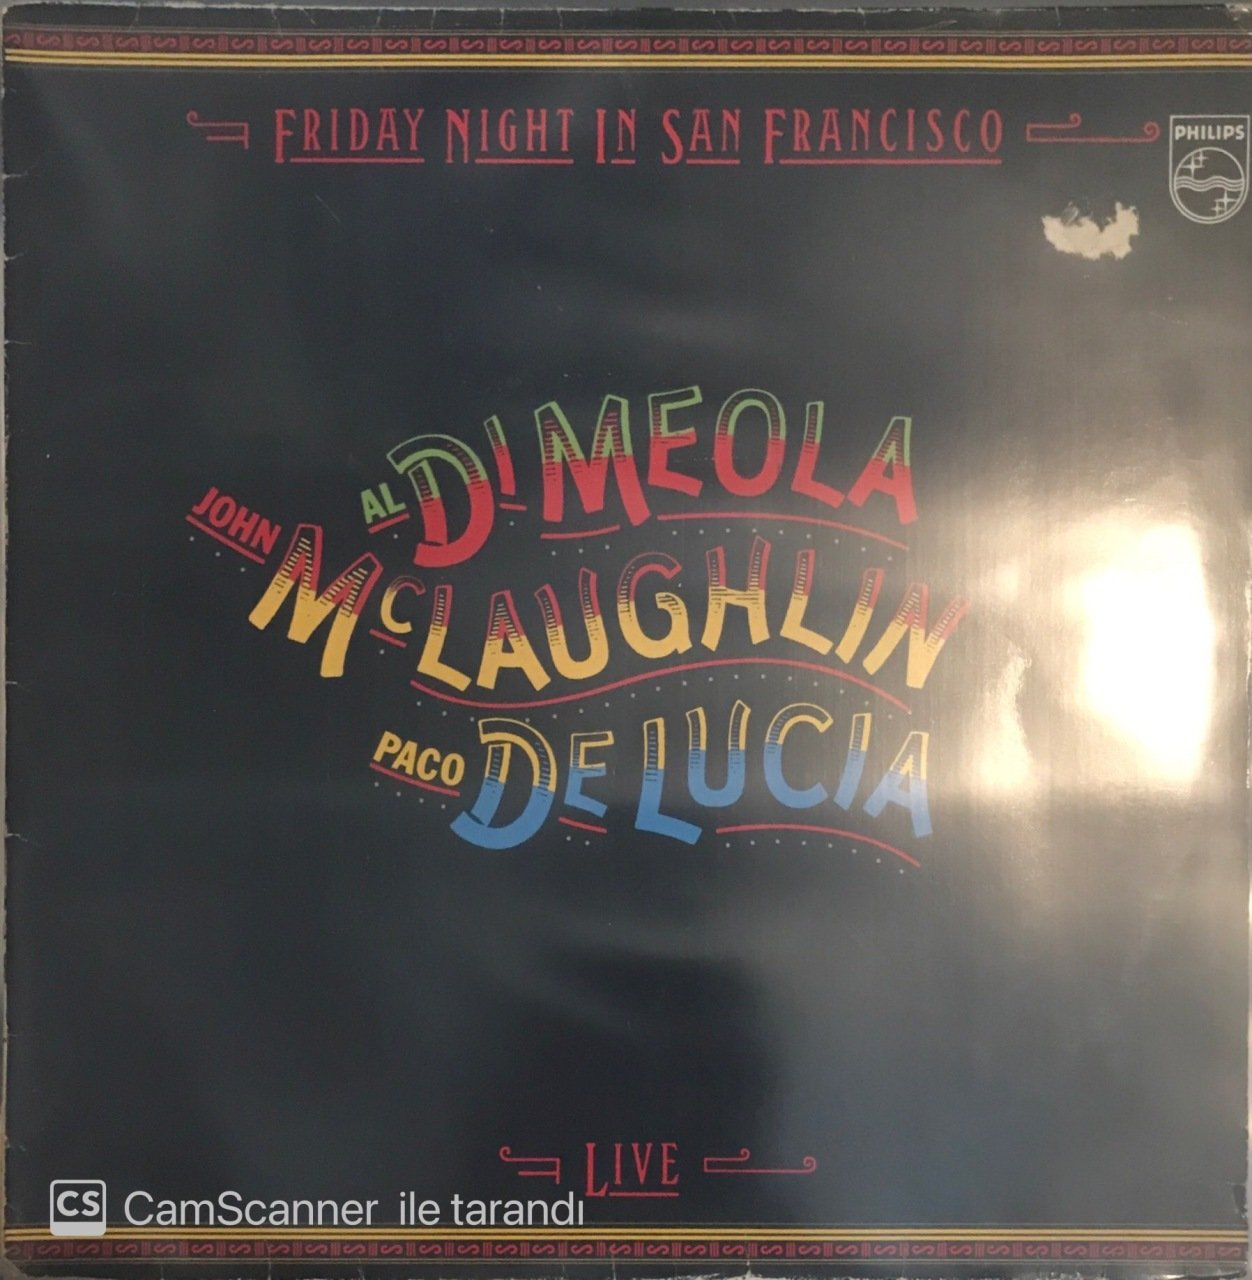 FRIDAY NIGHT IN SAN FRANCISCO
PHILIPS
AL DI MEOLA
JOHN McLAUGHLIN
PACO DE LUCIA
LIVE
CS CamScanner ile tarandı